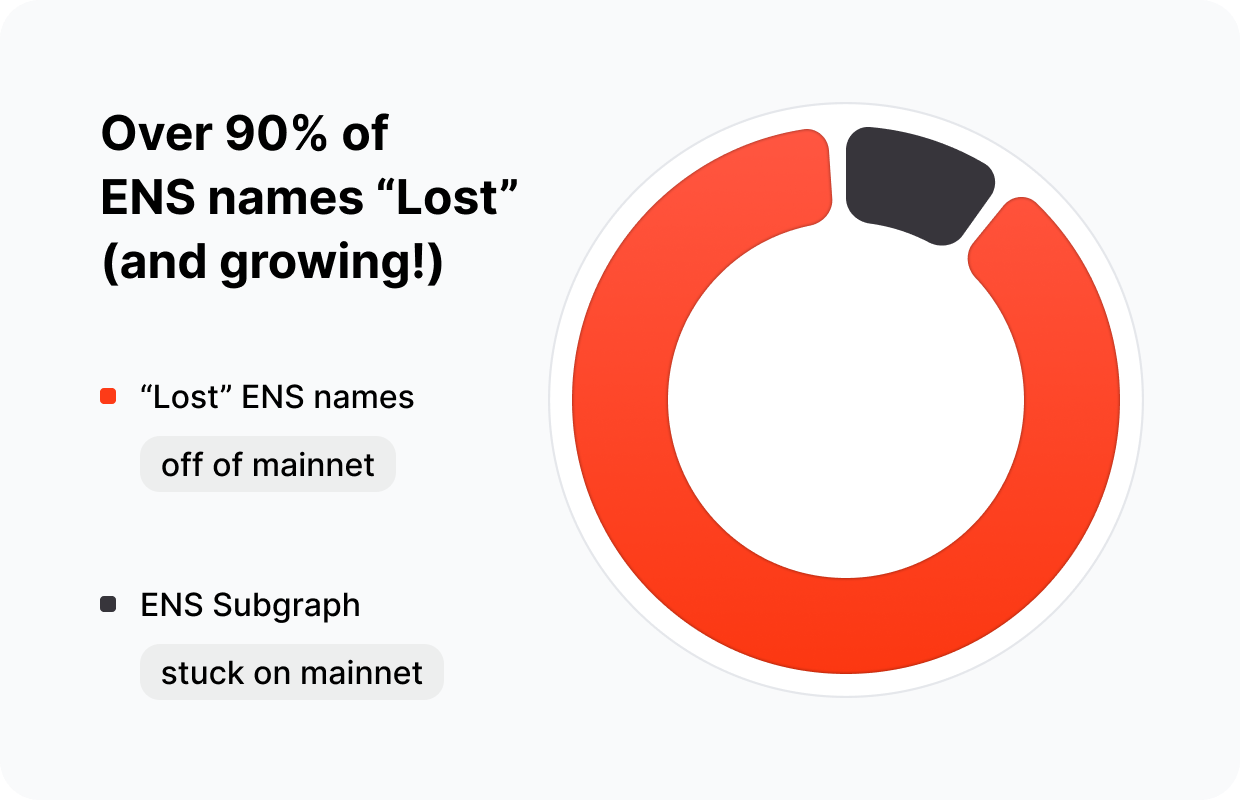 Over 90% of
ENS names “Lost”
(and growing!)
“Lost” ENS names
off of mainnet
ENS Subgraph
stuck on mainnet